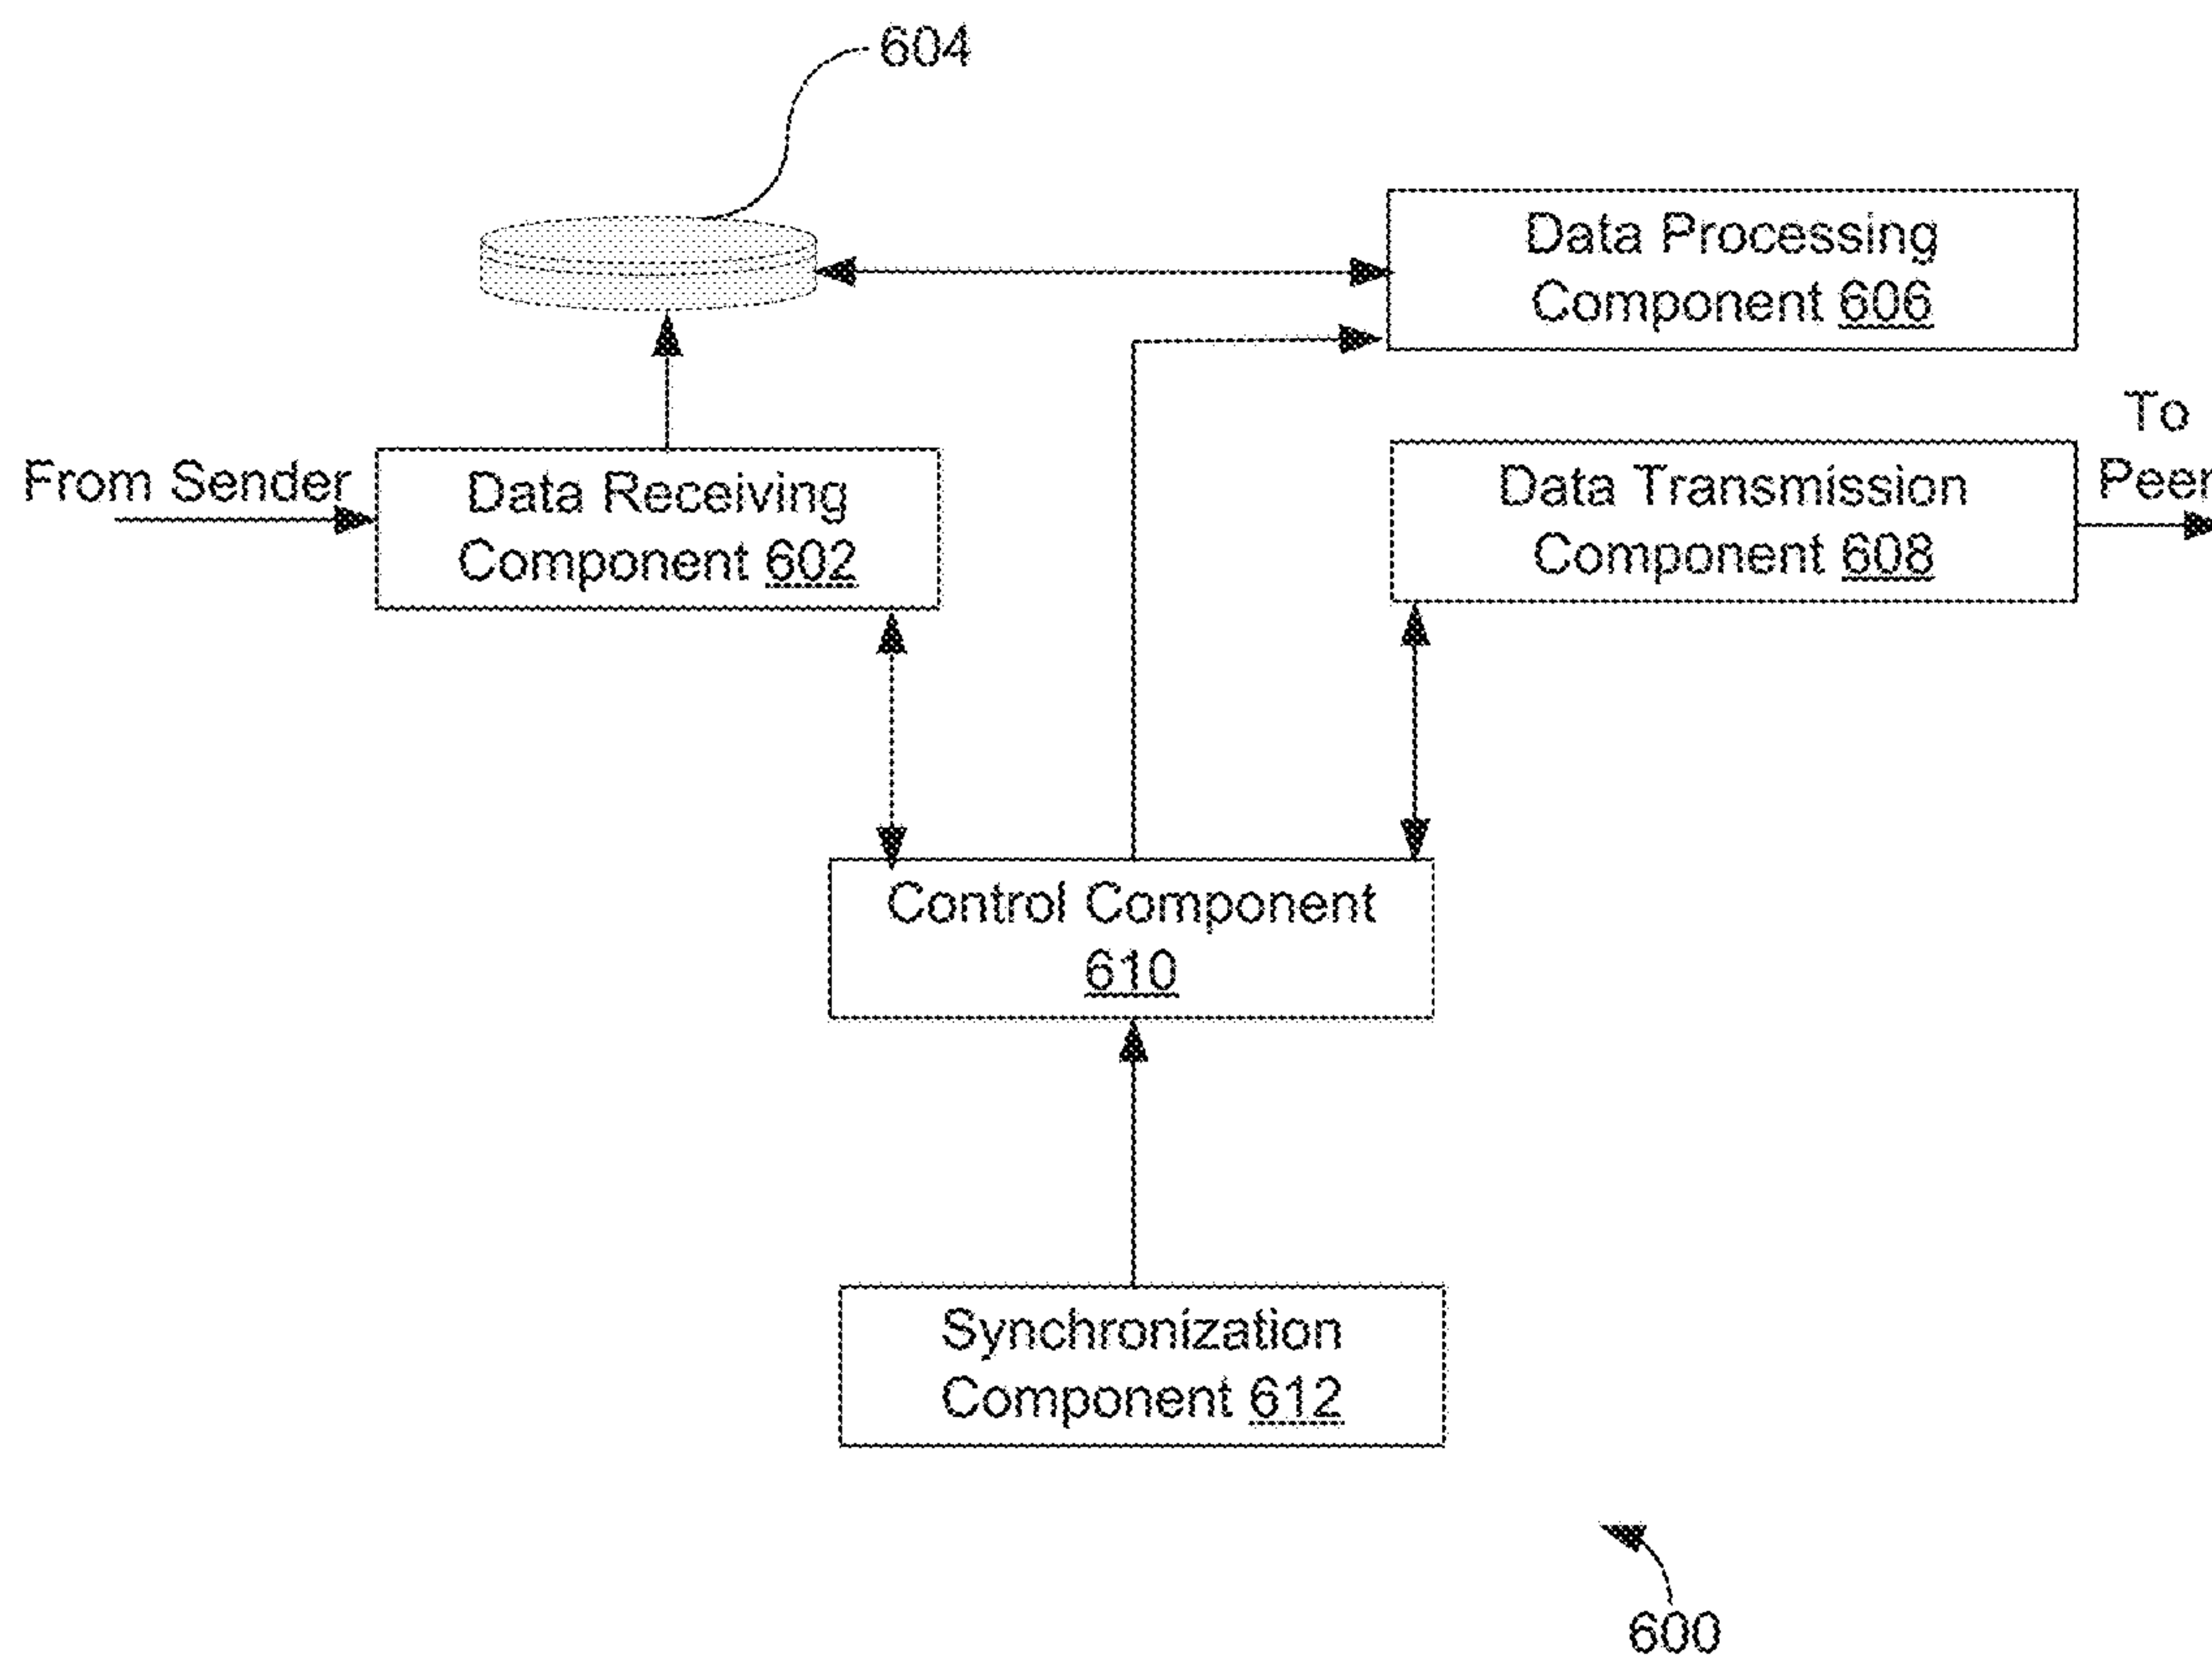 604
Data Processing
Component 606
To
Peer
From Sender
Data Receiving
Component 602
Data Transmission
Component 608
Control Component
610
Synchronization
Component 612
600